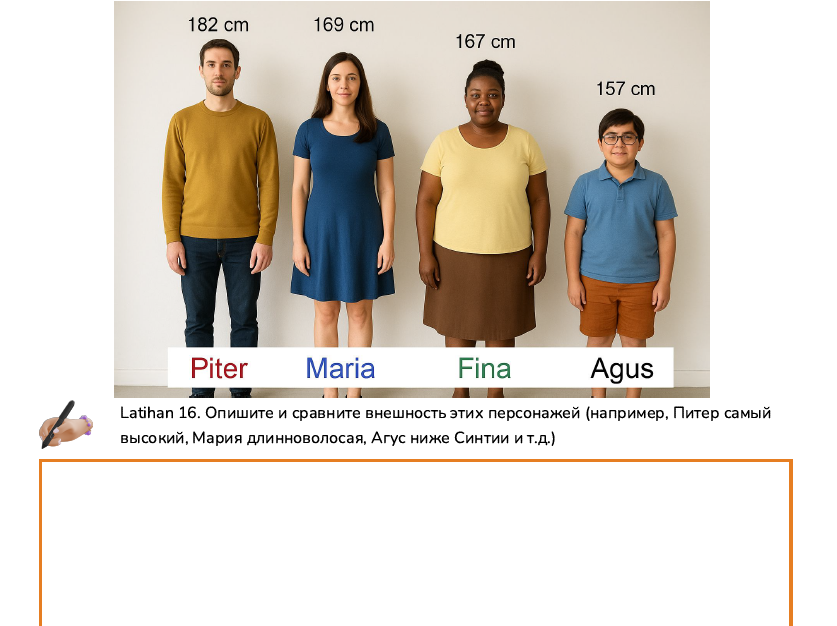 182 cm 169 cm
167 cm
157 cm
Piter Maria Fina Agus
Latihan 16. Опишите и сравните внешность этих персонажей (например, Питер самый
высокий, Мария длинноволосая, Агус ниже Синтии и т.д.)